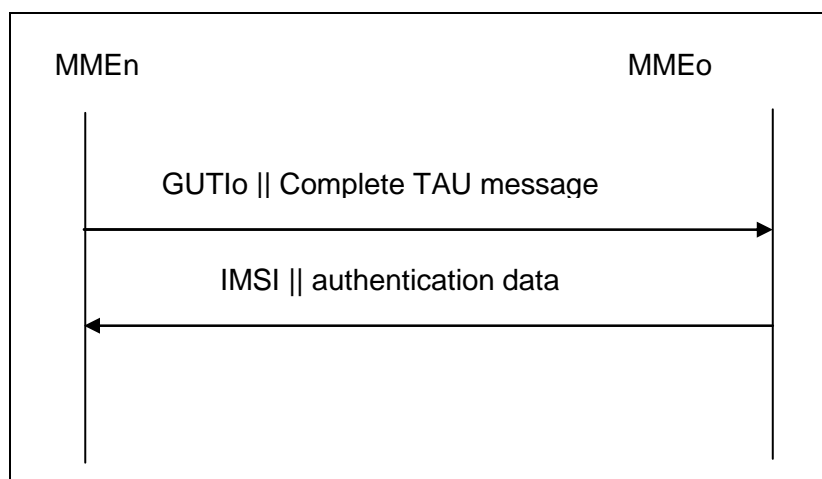 MMEn MMEo
GUTIo || Complete TAU message
IMSI || authentication data